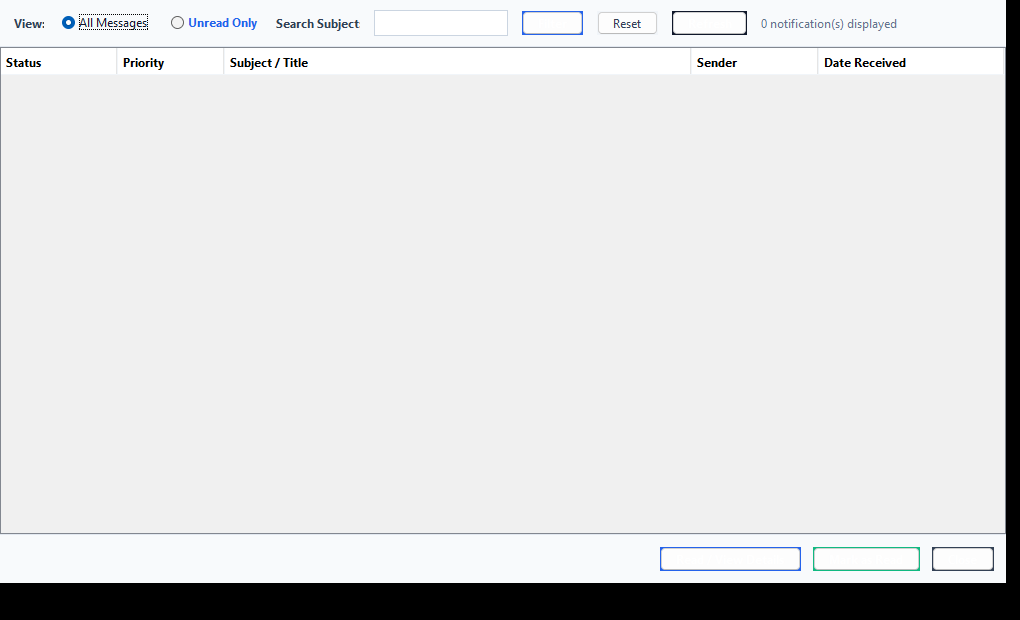 View: All Messages Unread Only Search Subject Reset 0 notification(s) displayed
Status Priority Subject / Title Sender Date Received